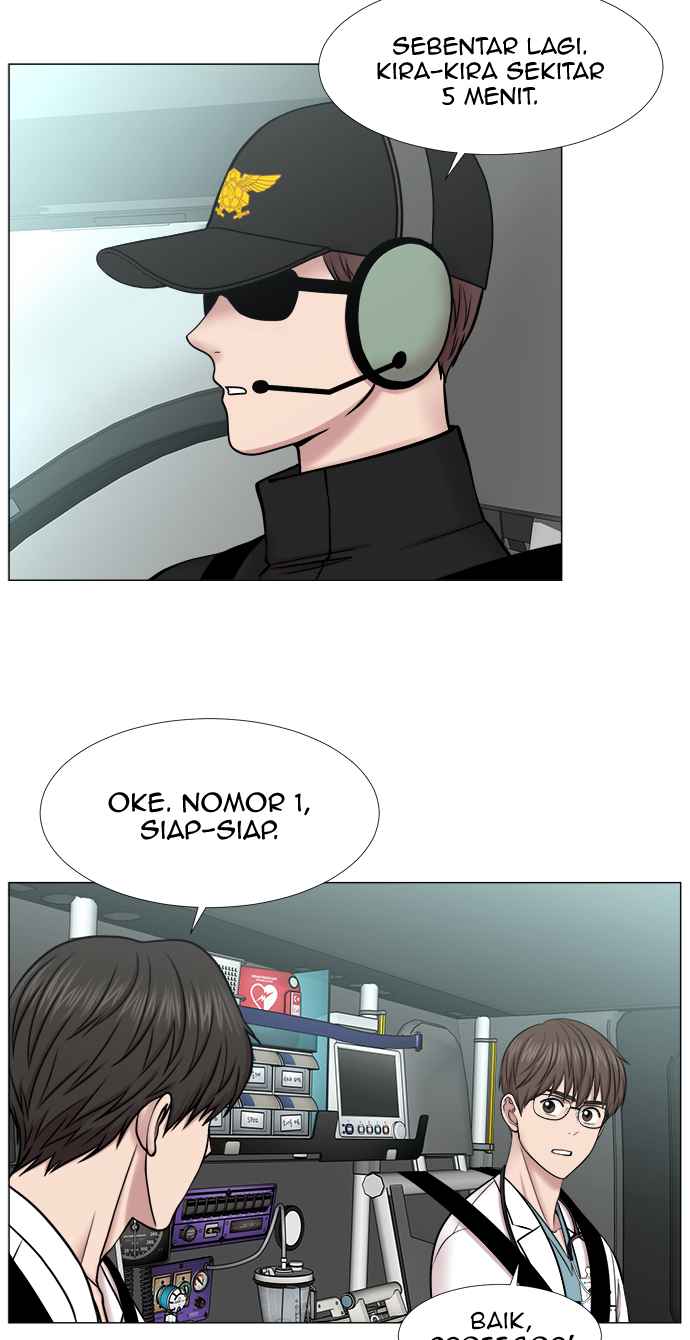 SEBENTAR LAGI.
KIRA-KIRA SEKITAR
5 MENIT.
OKE. NOMOR 1,
SIAP-SIAP.
BAIK,